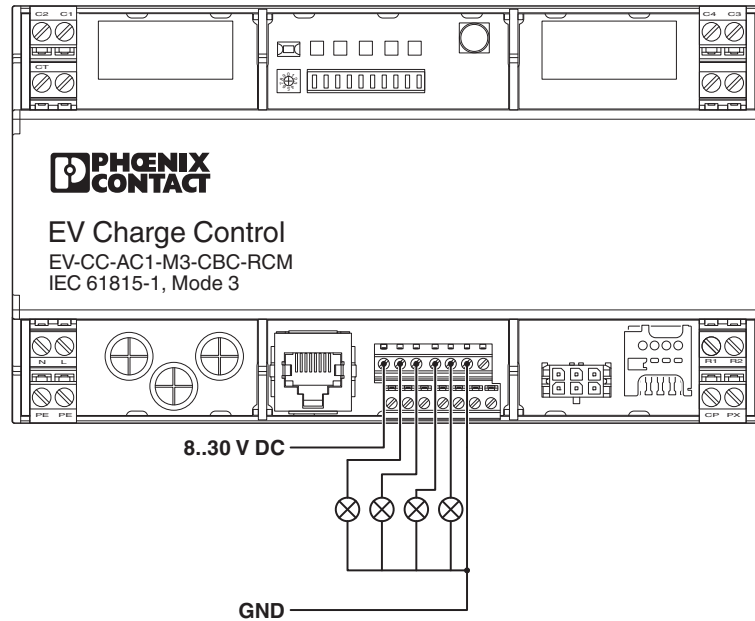 C2 C1
C4 C3
CT
PHŒNIX
CONTACT
EV Charge Control
EV-CC-AC1-M3-CBC-RCM
IEC 61815-1, Mode 3
N L
R1 R2
PE PE
CP PX
8..30 V DC
GND